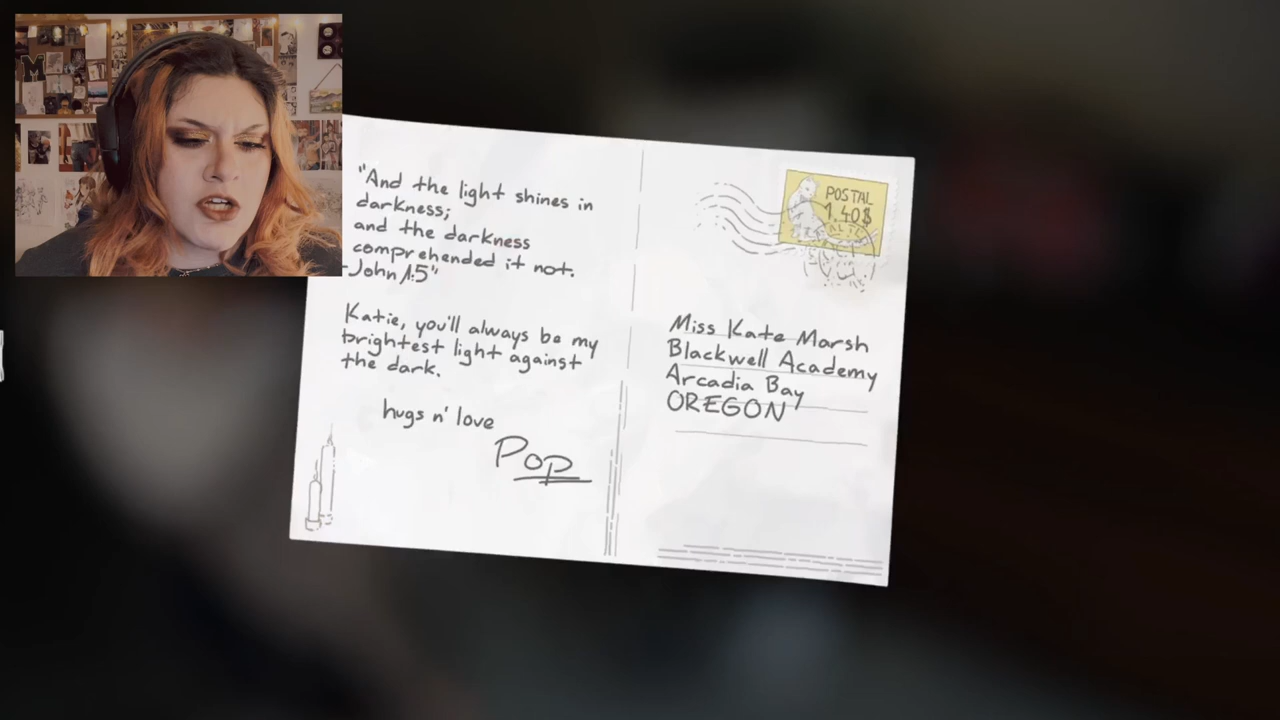 "And the light shines in
darkness;
and the darkness
comprehended it not.
-John 1:5"
Katie, you'll always be my
brightest light against
the dark.
hugs n' love
Pop
POSTAL
1.40$
Miss Kate Marsh
Blackwell Academy
Arcadia Bay
OREGON
M